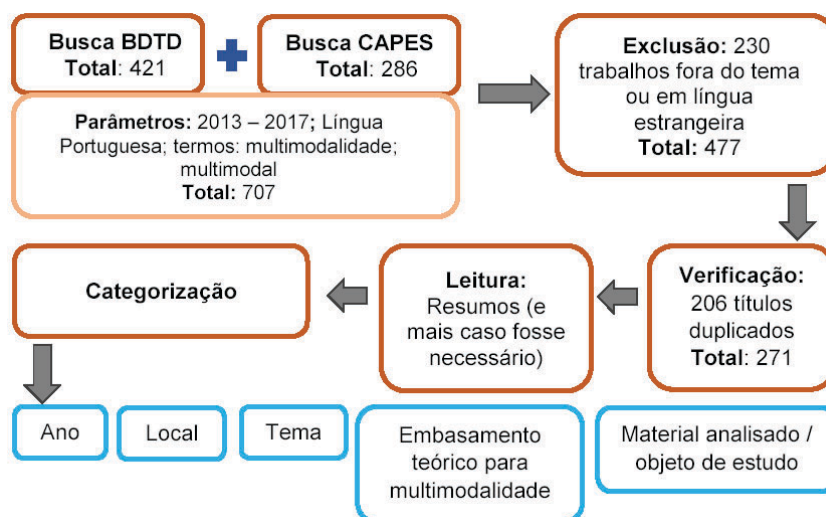 Busca BDTD
Total: 421
Busca CAPES
Total: 286
Parâmetros: 2013 – 2017; Língua
Portuguesa; termos: multimodalidade;
multimodal
Total: 707
Exclusão: 230
trabalhos fora do tema
ou em língua
estrangeira
Total: 477
Verificação:
206 títulos
duplicados
Total: 271
Leitura:
Resumos (e
mais caso fosse
necessário)
Categorização
Ano
Local
Tema
Embasamento
teórico para
multimodalidade
Material analisado /
objeto de estudo